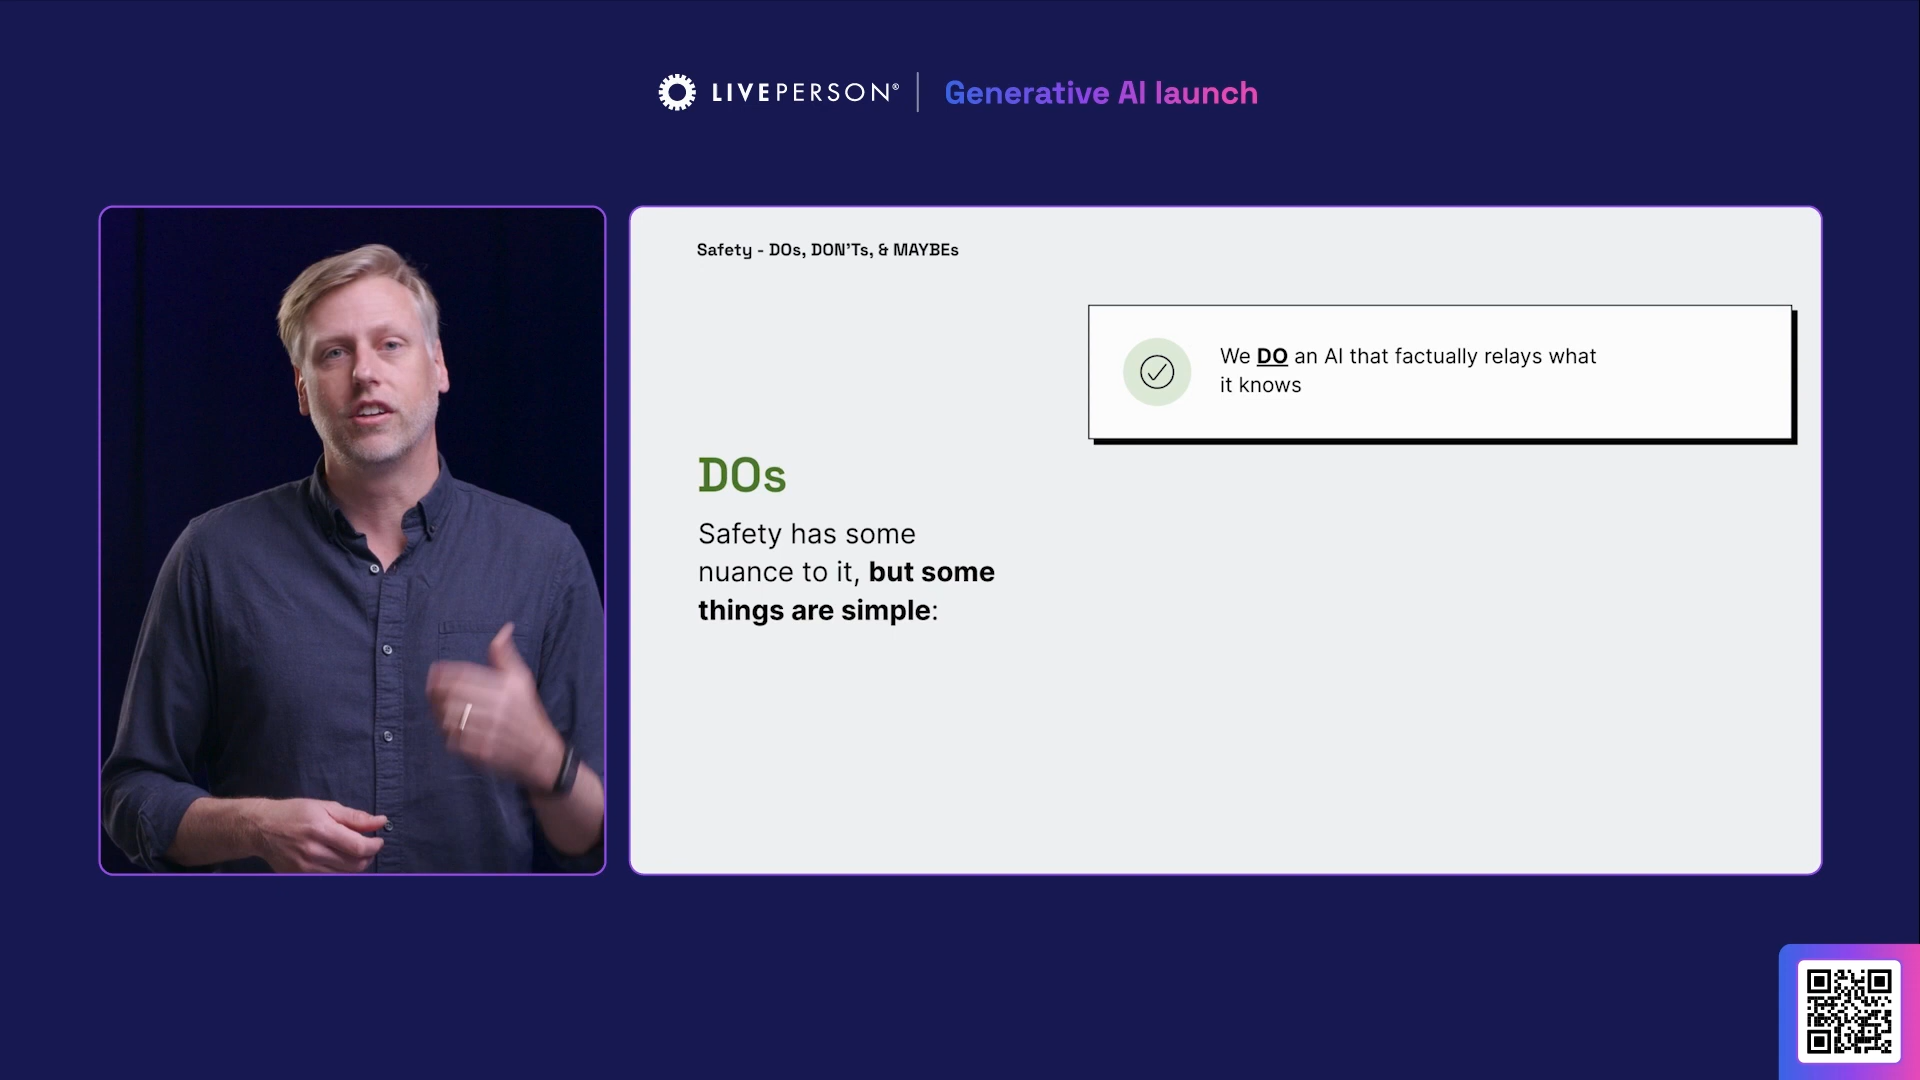 LIVEPERSON®
Generative AI launch
Safety - DOs, DON'Ts, & MAYBEs
We DO an AI that factually relays what
it knows
DOs
Safety has some
nuance to it, but some
things are simple: